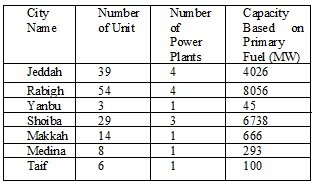 City Name | Number of Unit | Number of Power Plants | Capacity Based on Primary Fuel (MW)
Jeddah | 39 | 4 | 4026
Rabigh | 54 | 4 | 8056
Yanbu | 3 | 1 | 45
Shoiba | 29 | 3 | 6738
Makkah | 14 | 1 | 666
Medina | 8 | 1 | 293
Taif | 6 | 1 | 100